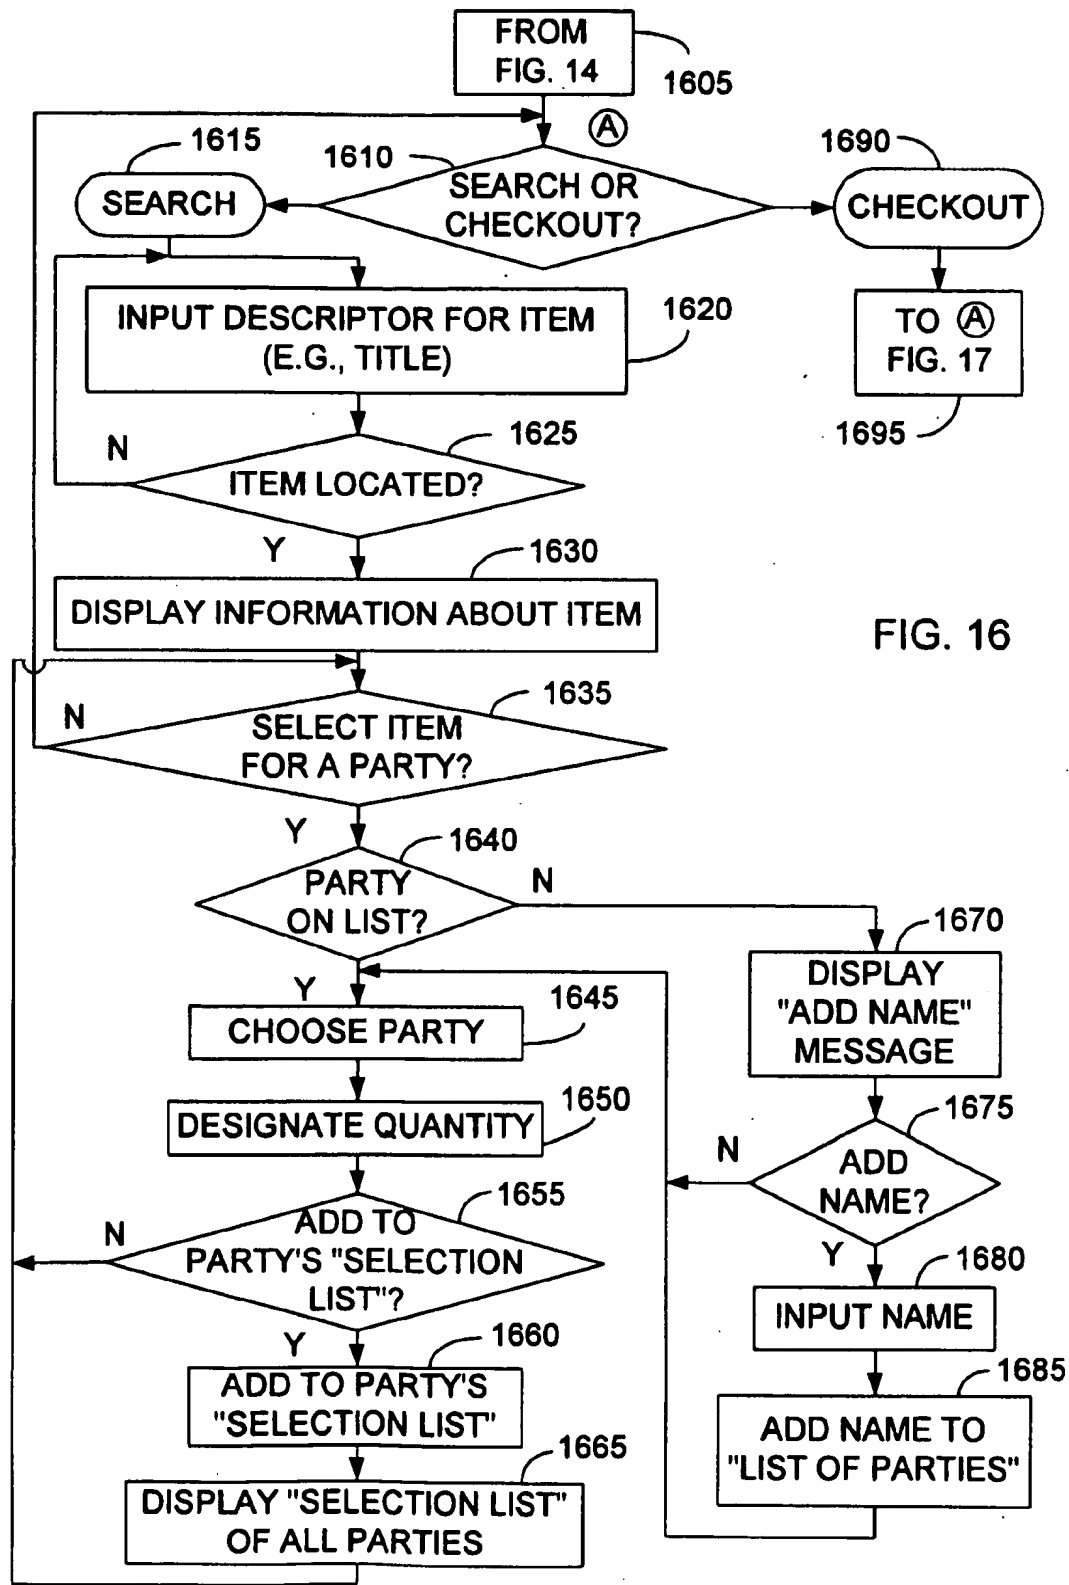 FROM
FIG. 14
1605
A
1615
1610
1690
SEARCH
SEARCH OR
CHECKOUT?
CHECKOUT
INPUT DESCRIPTOR FOR ITEM
(E.G., TITLE)
1620
TO A
FIG. 17
1695
N
1625
ITEM LOCATED?
Y
1630
DISPLAY INFORMATION ABOUT ITEM
FIG. 16
N
1635
SELECT ITEM
FOR A PARTY?
Y
1640
PARTY
ON LIST?
N
1670
DISPLAY
"ADD NAME"
MESSAGE
Y
1645
CHOOSE PARTY
1650
DESIGNATE QUANTITY
1675
N
ADD
NAME?
1655
N
ADD TO
PARTY'S "SELECTION
LIST"?
Y
1680
INPUT NAME
Y
1660
ADD TO PARTY'S
"SELECTION LIST"
1685
ADD NAME TO
"LIST OF PARTIES"
1665
DISPLAY "SELECTION LIST"
OF ALL PARTIES